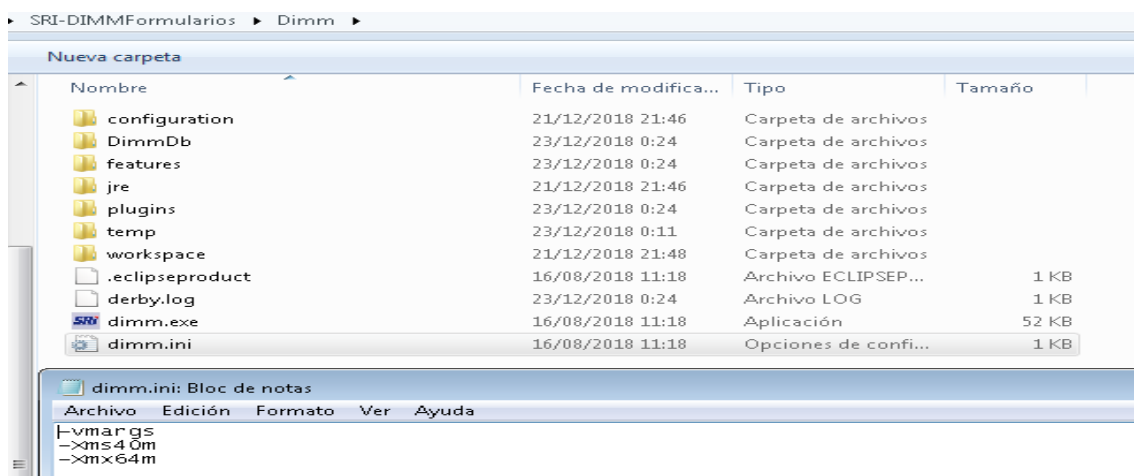 SRI-DIMMFormularios ▸ Dimm ▸
Nueva carpeta
Nombre Fecha de modifica... Tipo Tamaño
configuration 21/12/2018 21:46 Carpeta de archivos
DimmDb 23/12/2018 0:24 Carpeta de archivos
features 23/12/2018 0:24 Carpeta de archivos
jre 21/12/2018 21:46 Carpeta de archivos
plugins 23/12/2018 0:24 Carpeta de archivos
temp 23/12/2018 0:11 Carpeta de archivos
workspace 21/12/2018 21:48 Carpeta de archivos
.eclipseproduct 16/08/2018 11:18 Archivo ECLIPSEP... 1 KB
derby.log 23/12/2018 0:24 Archivo LOG 1 KB
SRi dimm.exe 16/08/2018 11:18 Aplicación 52 KB
dimm.ini 16/08/2018 11:18 Opciones de confi... 1 KB
dimm.ini: Bloc de notas
Archivo Edición Formato Ver Ayuda
-vmargs
-Xms40m
-Xmx64m